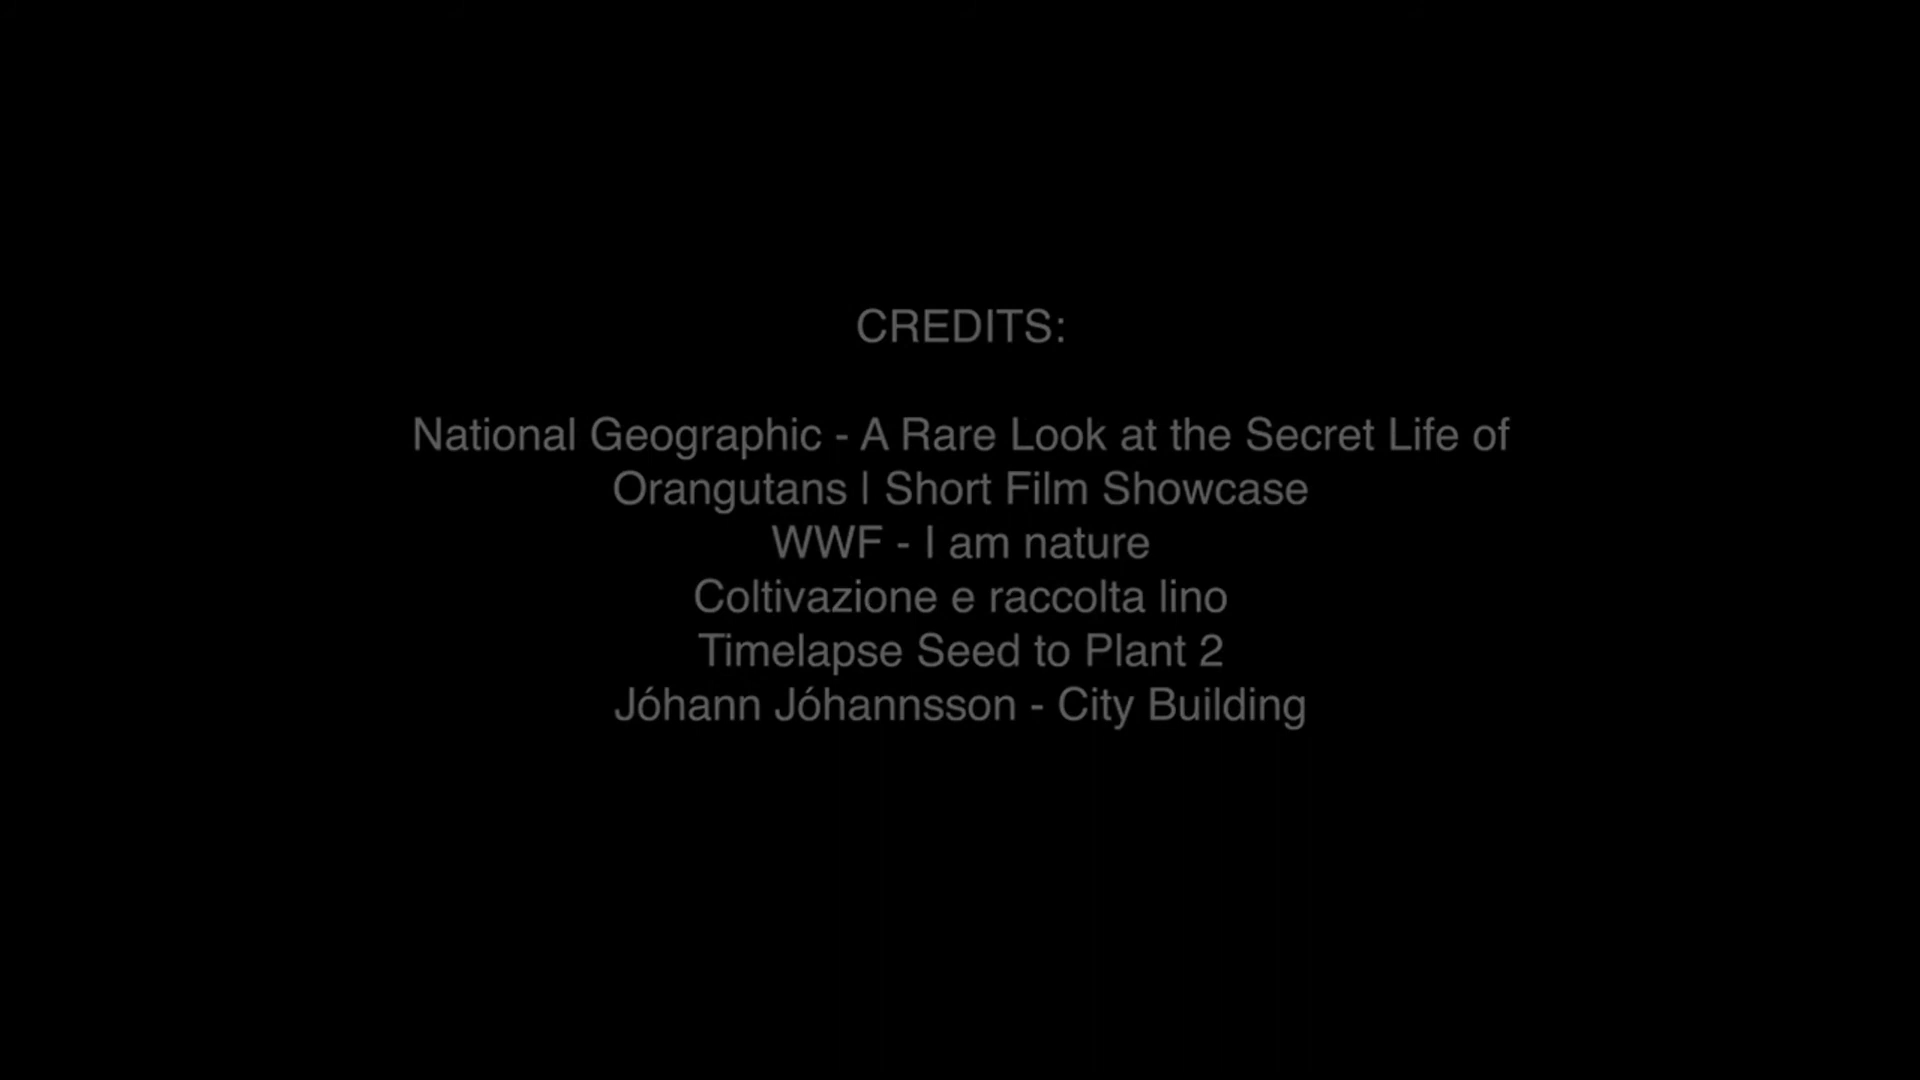 CREDITS:
National Geographic - A Rare Look at the Secret Life of
Orangutans | Short Film Showcase
WWF - I am nature
Coltivazione e raccolta lino
Timelapse Seed to Plant 2
Jóhann Jóhannsson - City Building